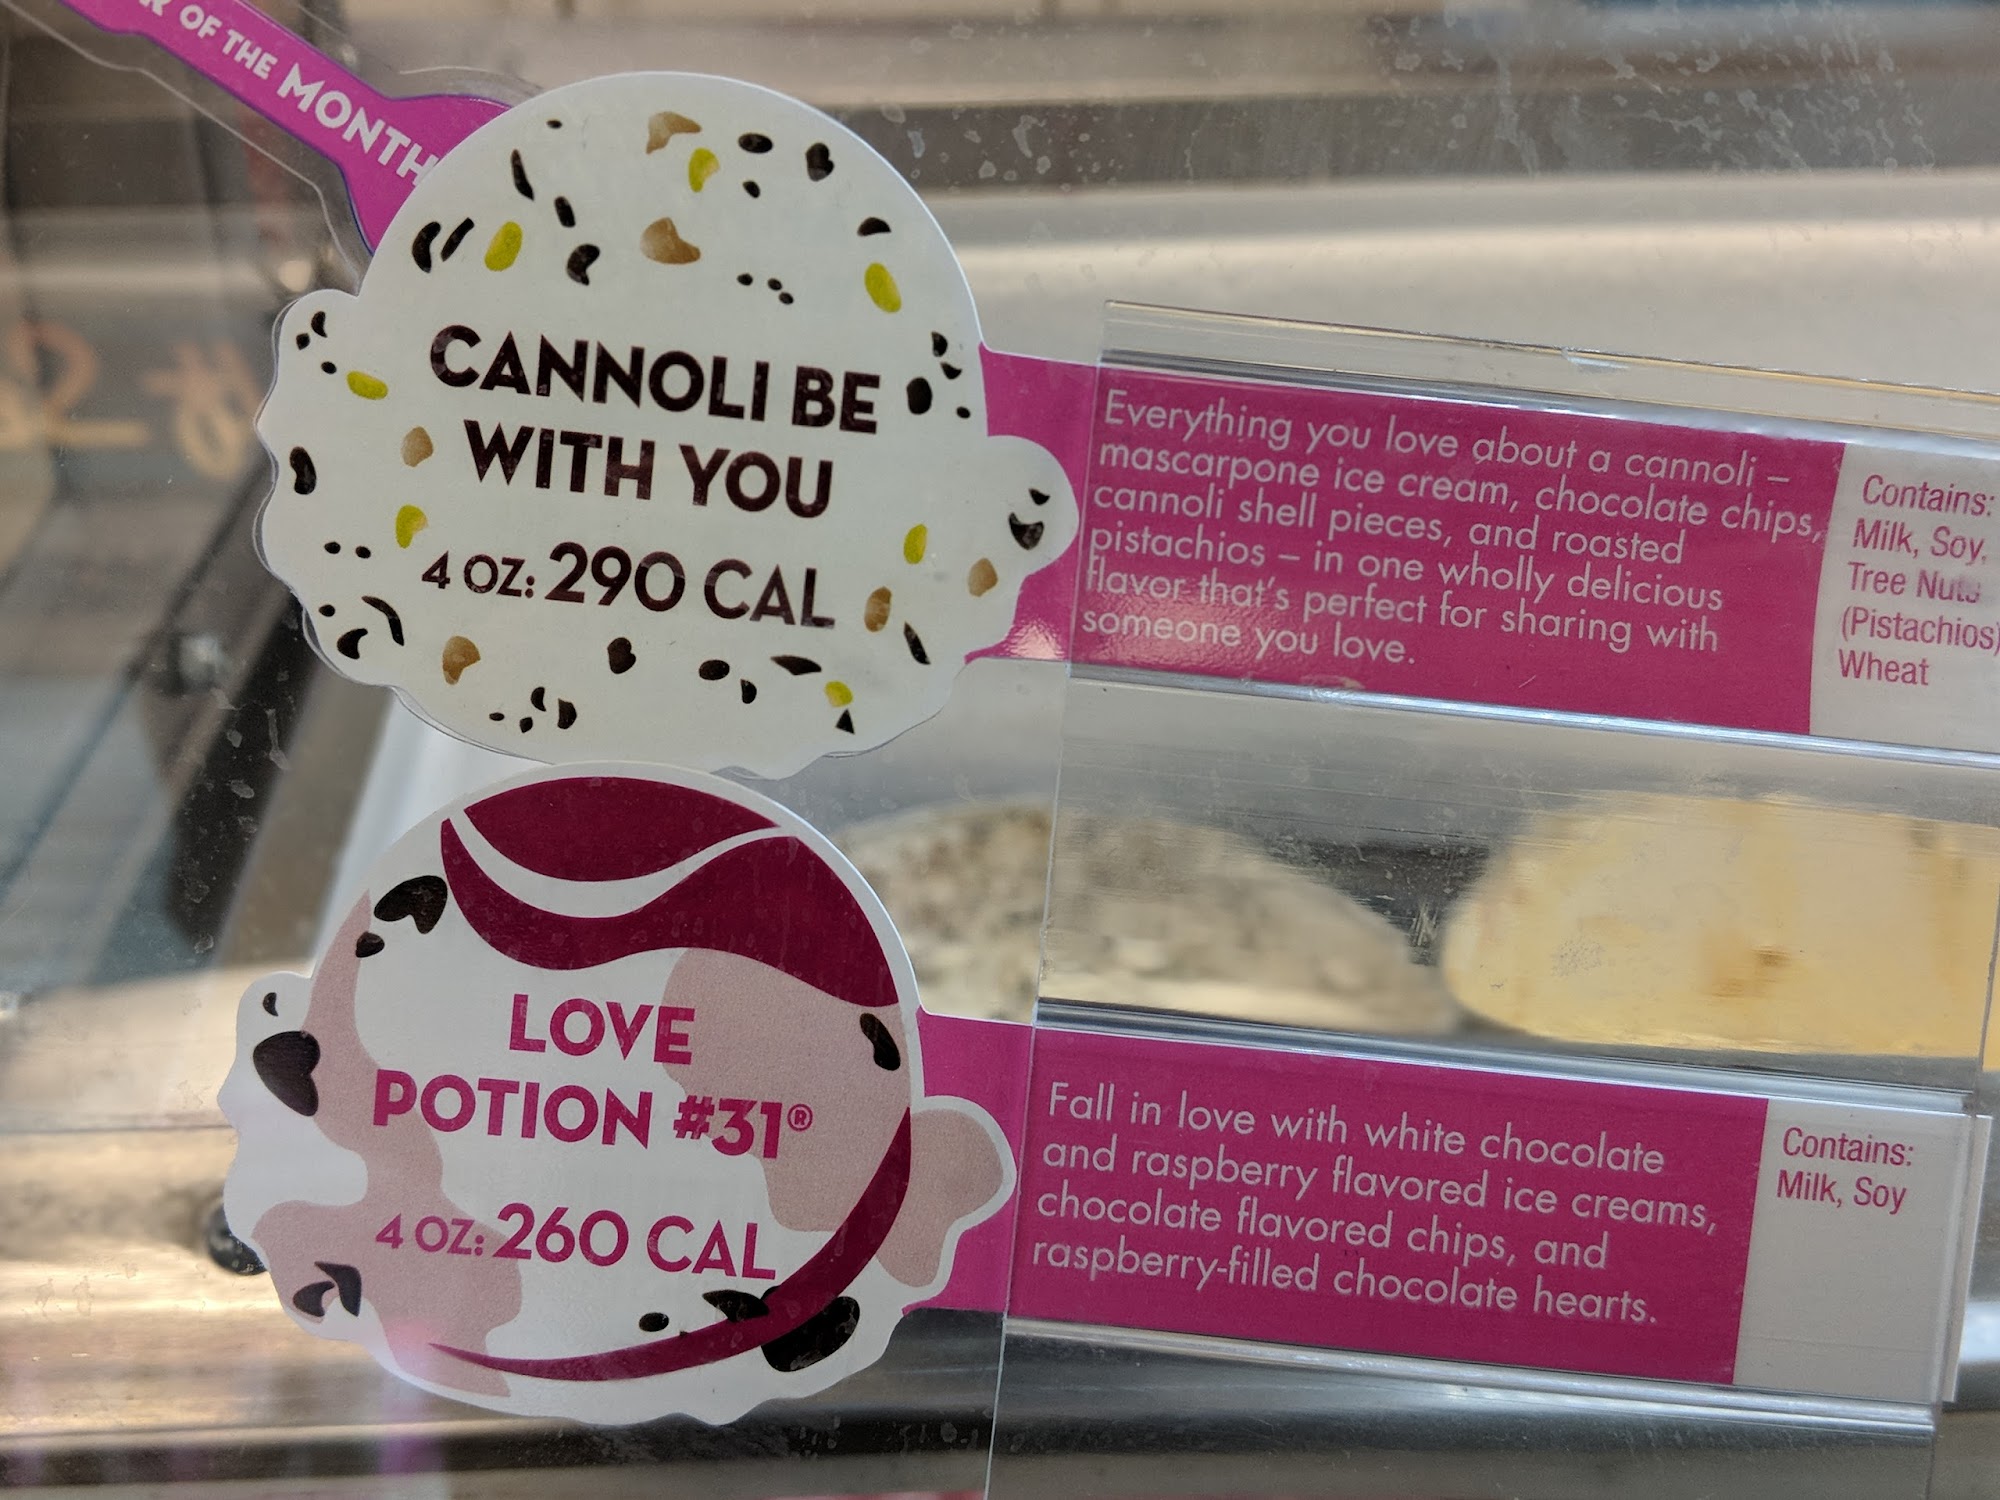 OF THE MONTH
CANNOLI BE
WITH YOU
4 OZ: 290 CAL
Everything you love about a cannoli –
mascarpone ice cream, chocolate chips,
cannoli shell pieces, and roasted
pistachios – in one wholly delicious
flavor that's perfect for sharing with
someone you love.
Contains:
Milk, Soy,
Tree Nuts
(Pistachios)
Wheat
LOVE
POTION #31®
4 OZ: 260 CAL
Fall in love with white chocolate
and raspberry flavored ice creams,
chocolate flavored chips, and
raspberry-filled chocolate hearts.
Contains:
Milk, Soy